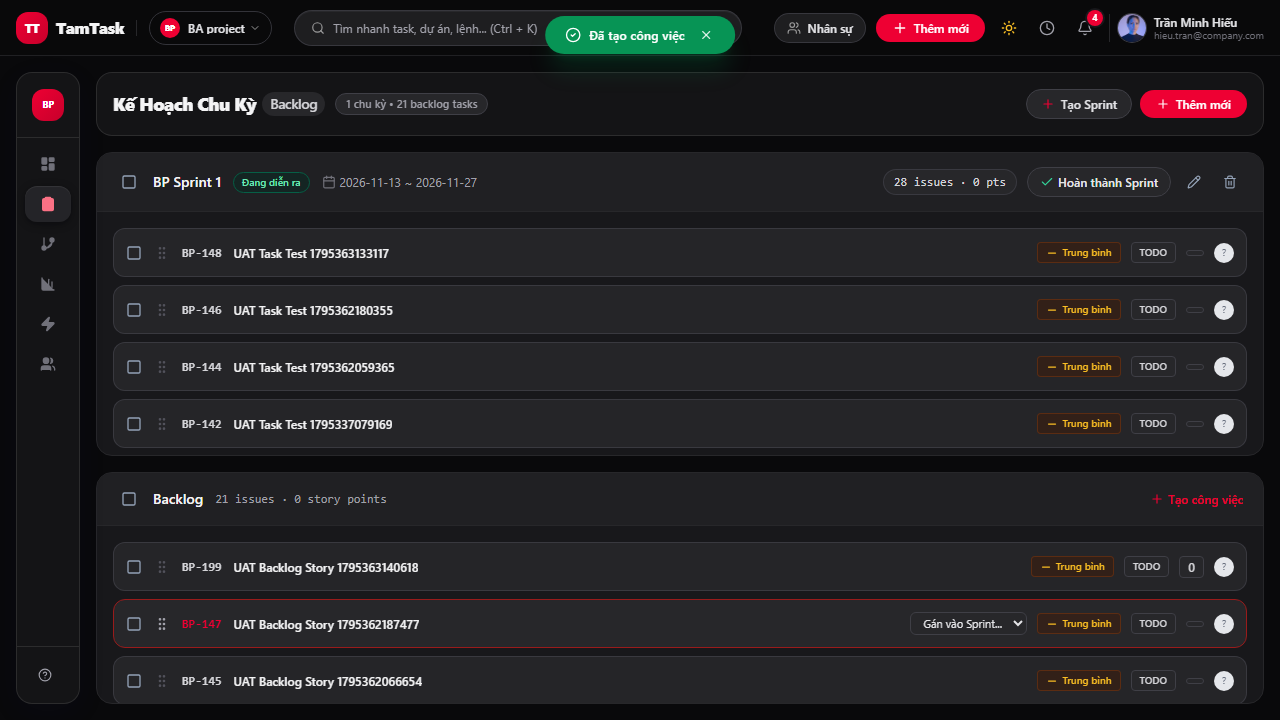 TT TamTask
BP BA project
Tìm nhanh task, dự án, lệnh... (Ctrl + K)
Đã tạo công việc
Nhân sự
+ Thêm mới
4
Trần Minh Hiếu
hieu.tran@company.com
BP
Kế Hoạch Chu Kỳ Backlog
1 chu kỳ • 21 backlog tasks
+ Tạo Sprint
+ Thêm mới
BP Sprint 1 Đang diễn ra 2026-11-13 ~ 2026-11-27
28 issues · 0 pts
Hoàn thành Sprint
BP-148 UAT Task Test 1795363133117 — Trung bình TODO ?
BP-146 UAT Task Test 1795362180355 — Trung bình TODO ?
BP-144 UAT Task Test 1795362059365 — Trung bình TODO ?
BP-142 UAT Task Test 1795337079169 — Trung bình TODO ?
Backlog 21 issues · 0 story points
+ Tạo công việc
BP-199 UAT Backlog Story 1795363140618 — Trung bình TODO 0 ?
BP-147 UAT Backlog Story 1795362187477 Gán vào Sprint... — Trung bình TODO ?
BP-145 UAT Backlog Story 1795362066654 — Trung bình TODO ?